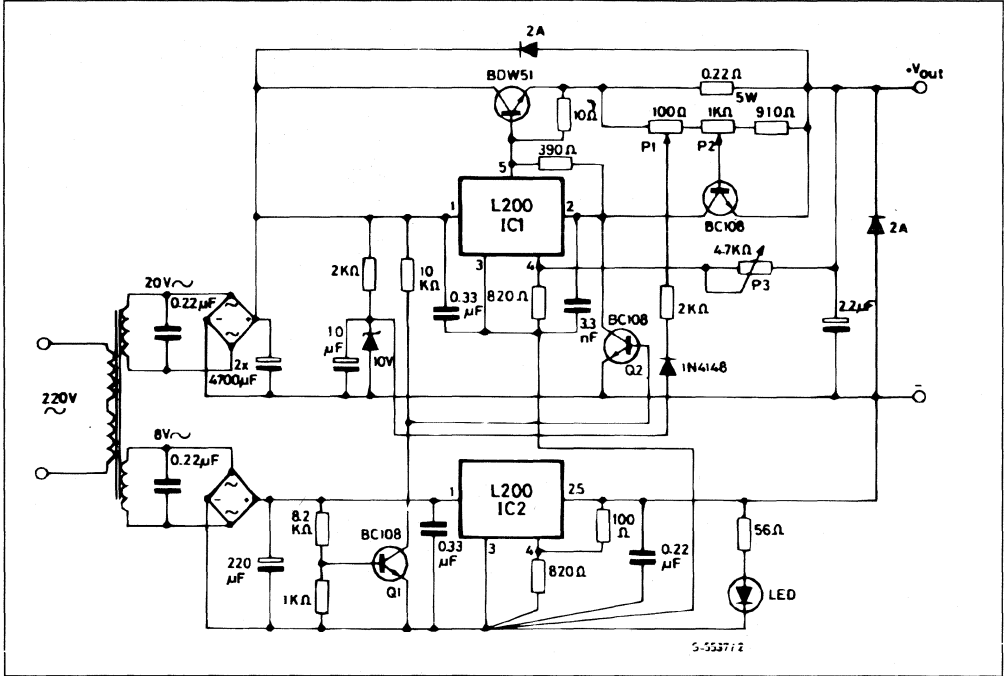 2A
BDW51
0.22Ω
5W
+Vout
10Ω
100Ω
1KΩ
910Ω
P1
P2
390Ω
5
1
L200
IC1
2
3
4
BC108
2A
4.7KΩ
P3
20V~
0.22µF
2KΩ
10
KΩ
0.33
µF
820Ω
3.3
nF
BC108
Q2
2KΩ
2.2µF
10
µF
10V
1N4148
2x
4700µF
220V
~
-
8V~
0.22µF
1
L200
IC2
25
3
4
8.2
KΩ
BC108
Q1
0.33
µF
100
Ω
820Ω
0.22
µF
56Ω
220
µF
1KΩ
LED
S-5537/2